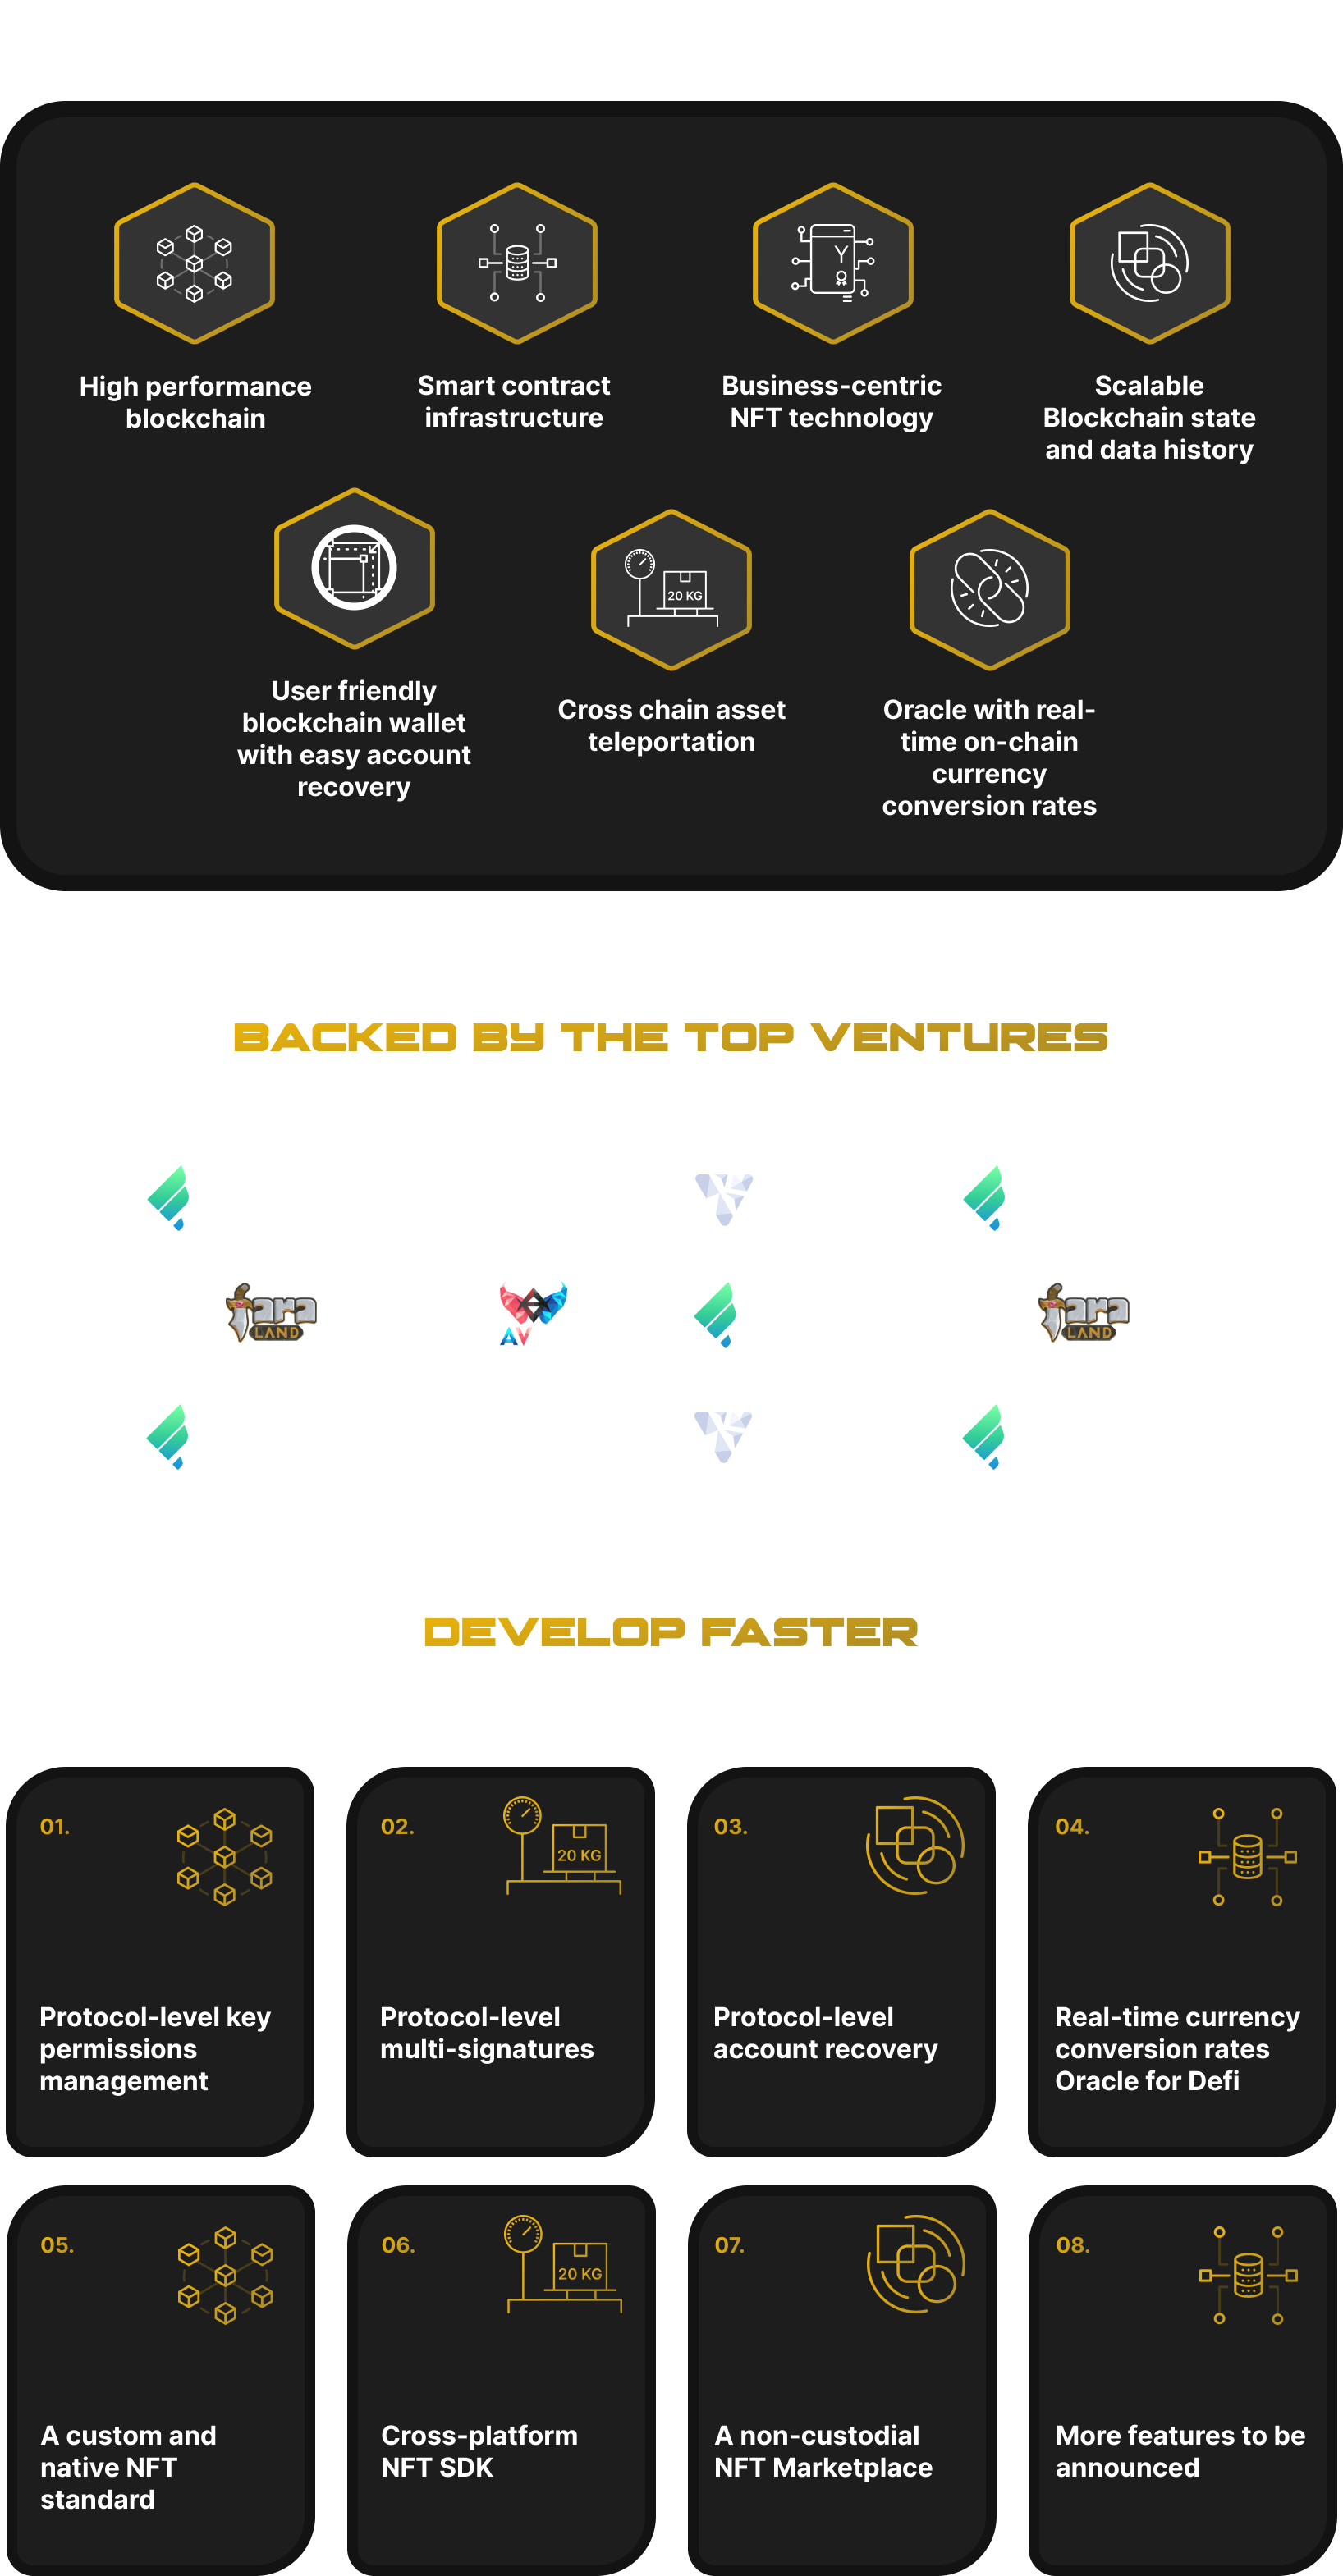 High performance
blockchain
Smart contract
infrastructure
Business-centric
NFT technology
Scalable
Blockchain state
and data history
20 KG
User friendly
blockchain wallet
with easy account
recovery
Cross chain asset
teleportation
Oracle with real-
time on-chain
currency
conversion rates
BACKED BY THE TOP VENTURES
fara
LAND
AV
fara
LAND
DEVELOP FASTER
01.
Protocol-level key
permissions
management
02.
20 KG
Protocol-level
multi-signatures
03.
Protocol-level
account recovery
04.
Real-time currency
conversion rates
Oracle for Defi
05.
A custom and
native NFT
standard
06.
20 KG
Cross-platform
NFT SDK
07.
A non-custodial
NFT Marketplace
08.
More features to be
announced